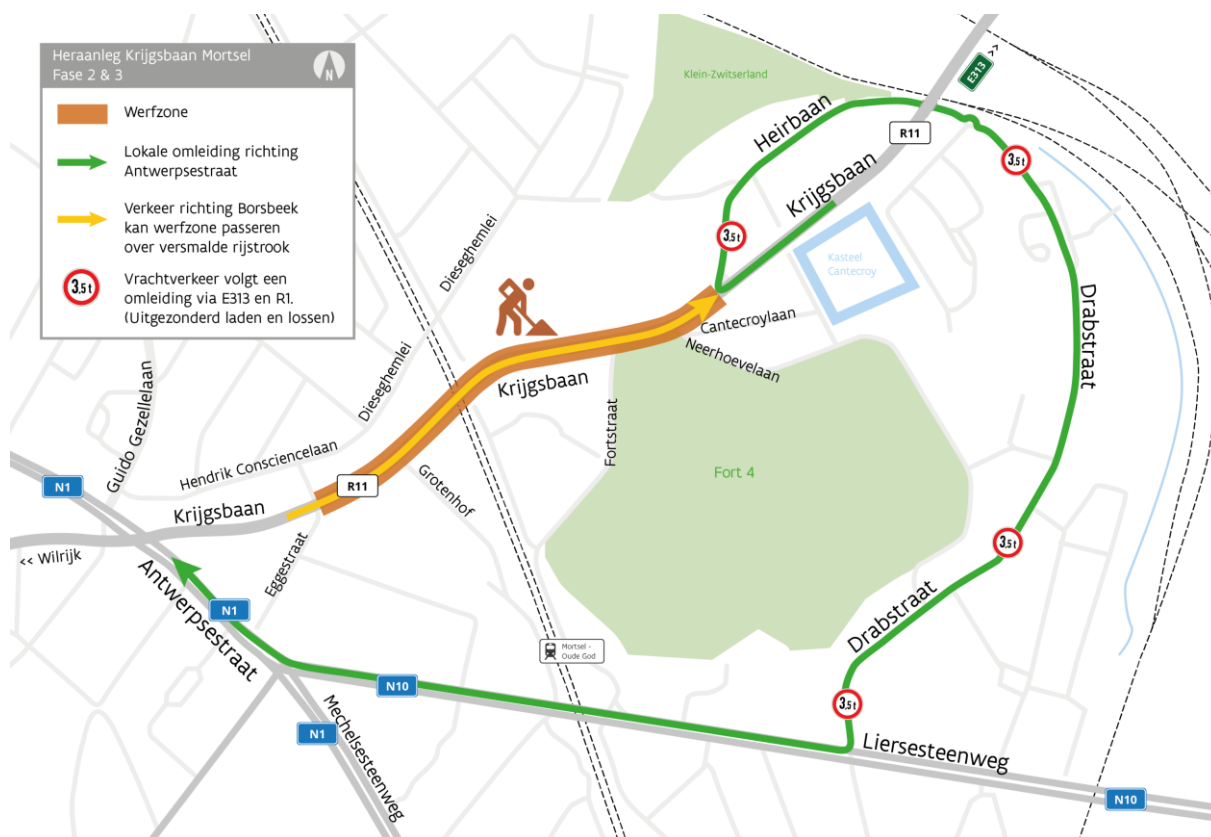 Heraanleg Krijgsbaan Mortsel
Fase 2 & 3
N
Werfzone
Lokale omleiding richting
Antwerpsestraat
Verkeer richting Borsbeek
kan werfzone passeren
over versmalde rijstrook
3,5t
Vrachtverkeer volgt een
omleiding via E313 en R1.
(Uitgezonderd laden en lossen)
Klein-Zwitserland
E313 >>
Heirbaan
R11
3,5t
Krijgsbaan
3,5t
Kasteel
Cantecroy
Dieseghemlei
Drabstraat
Cantecroylaan
Neerhoevelaan
Krijgsbaan
Dieseghemlei
Guido Gezellelaan
Fortstraat
Hendrik Consciencelaan
Grotenhof
Fort 4
N1
R11
Krijgsbaan
<< Wilrijk
3,5t
Eggestraat
Antwerpsestraat
N1
Drabstraat
Mortsel -
Oude God
N10
3,5t
Mechelsesteenweg
N1
Liersesteenweg
N10